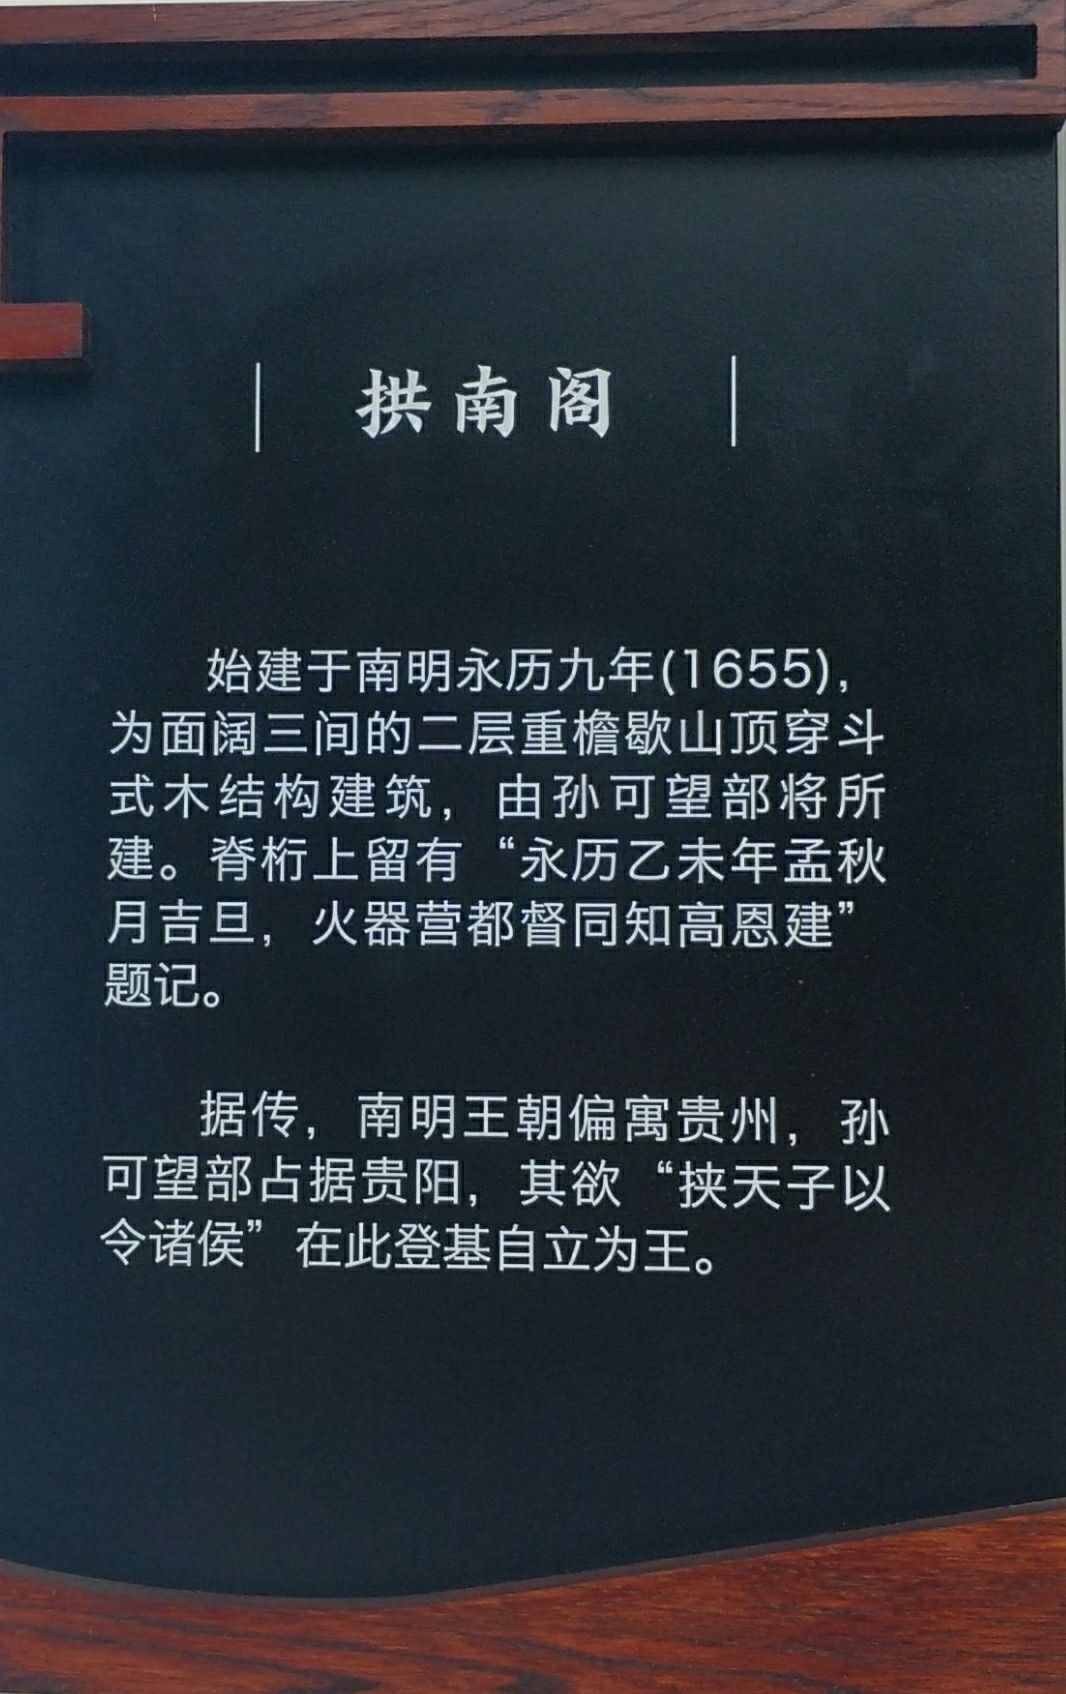 拱南阁
始建于南明永历九年(1655)，
为面阔三间的二层重檐歇山顶穿斗
式木结构建筑，由孙可望部将所
建。脊桁上留有“永历乙未年孟秋
月吉旦，火器营都督同知高恩建”
题记。
据传，南明王朝偏寓贵州，孙
可望部占据贵阳，其欲“挟天子以
令诸侯”在此登基自立为王。